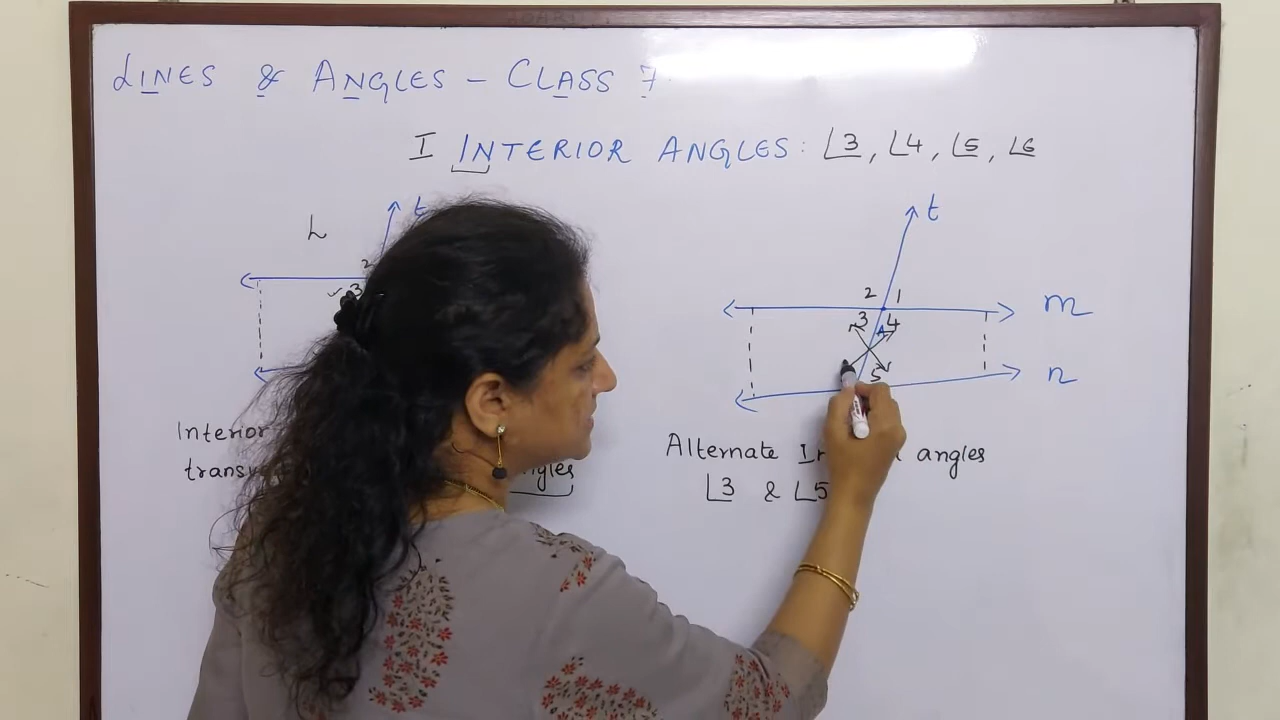 LINES & ANGLES - CLASS 7
I INTERIOR ANGLES: ∠3, ∠4, ∠5, ∠6
L
t
t
2
3
2 1
m
3 4
n
5
Interior
Alternate angles
∠3 & ∠5